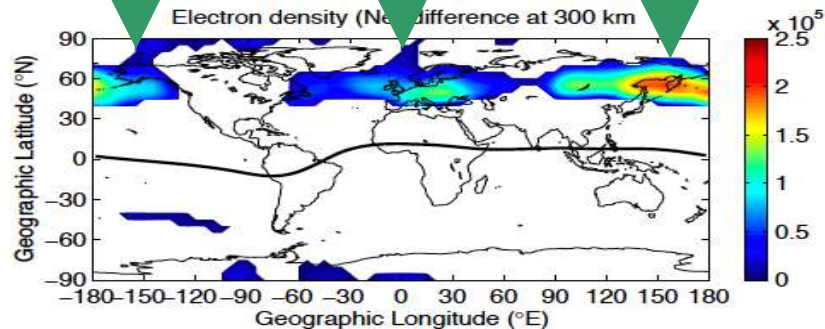 Electron density (Ne) difference at 300 km
x 10⁵
90
60
30
0
−30
−60
−90
Geographic Latitude (°N)
−180 −150 −120 −90 −60 −30 0 30 60 90 120 150 180
Geographic Longitude (°E)
2.5
2
1.5
1
0.5
0